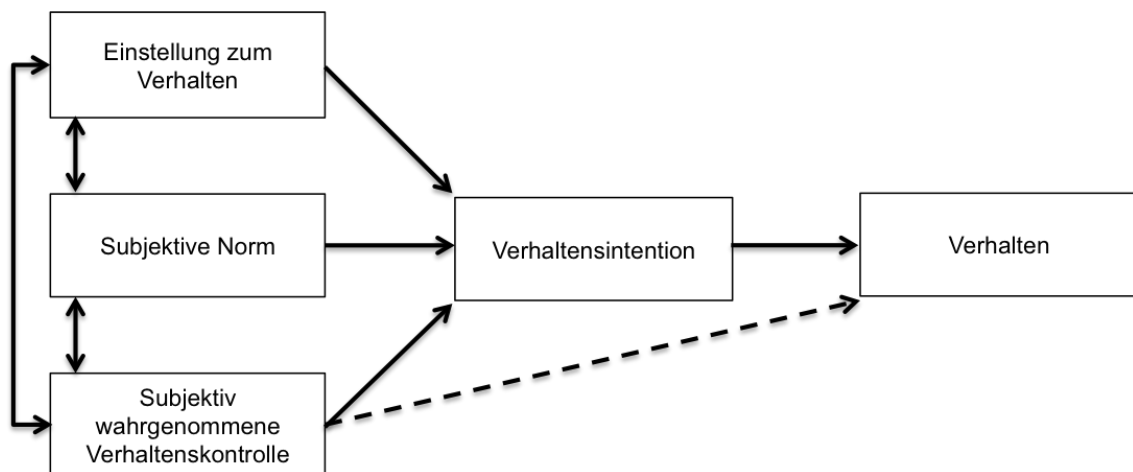 Einstellung zum
Verhalten
Subjektive Norm
Subjektiv
wahrgenommene
Verhaltenskontrolle
Verhaltensintention
Verhalten